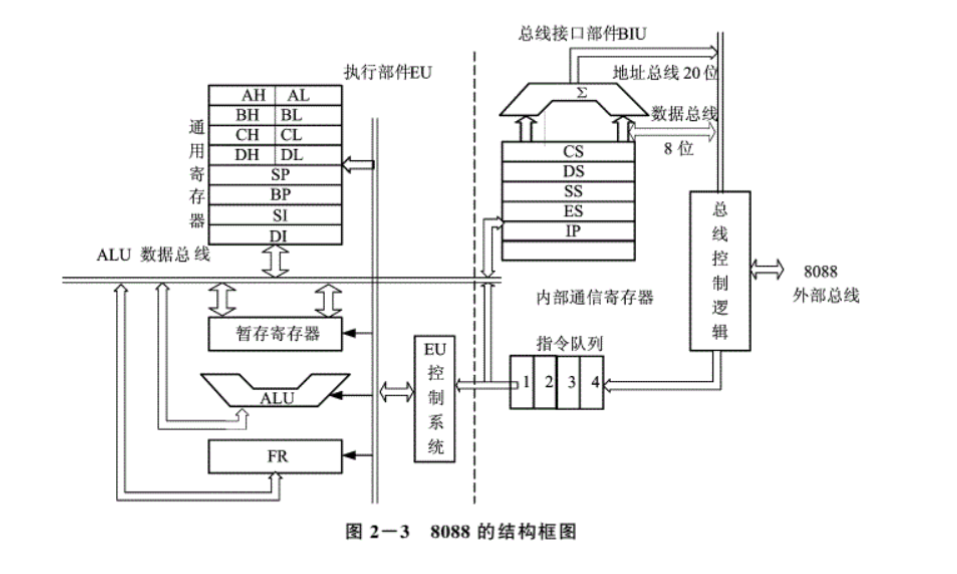 总线接口部件BIU
执行部件EU
地址总线 20 位
Σ
AH AL
BH BL
CH CL
DH DL
SP
BP
SI
DI
通用寄存器
数据总线
8 位
CS
DS
SS
ES
IP
总线控制逻辑
ALU 数据总线
8088
外部总线
内部通信寄存器
暂存寄存器
指令队列
EU
控制系统
1 2 3 4
ALU
FR
图 2－3 8088 的结构框图